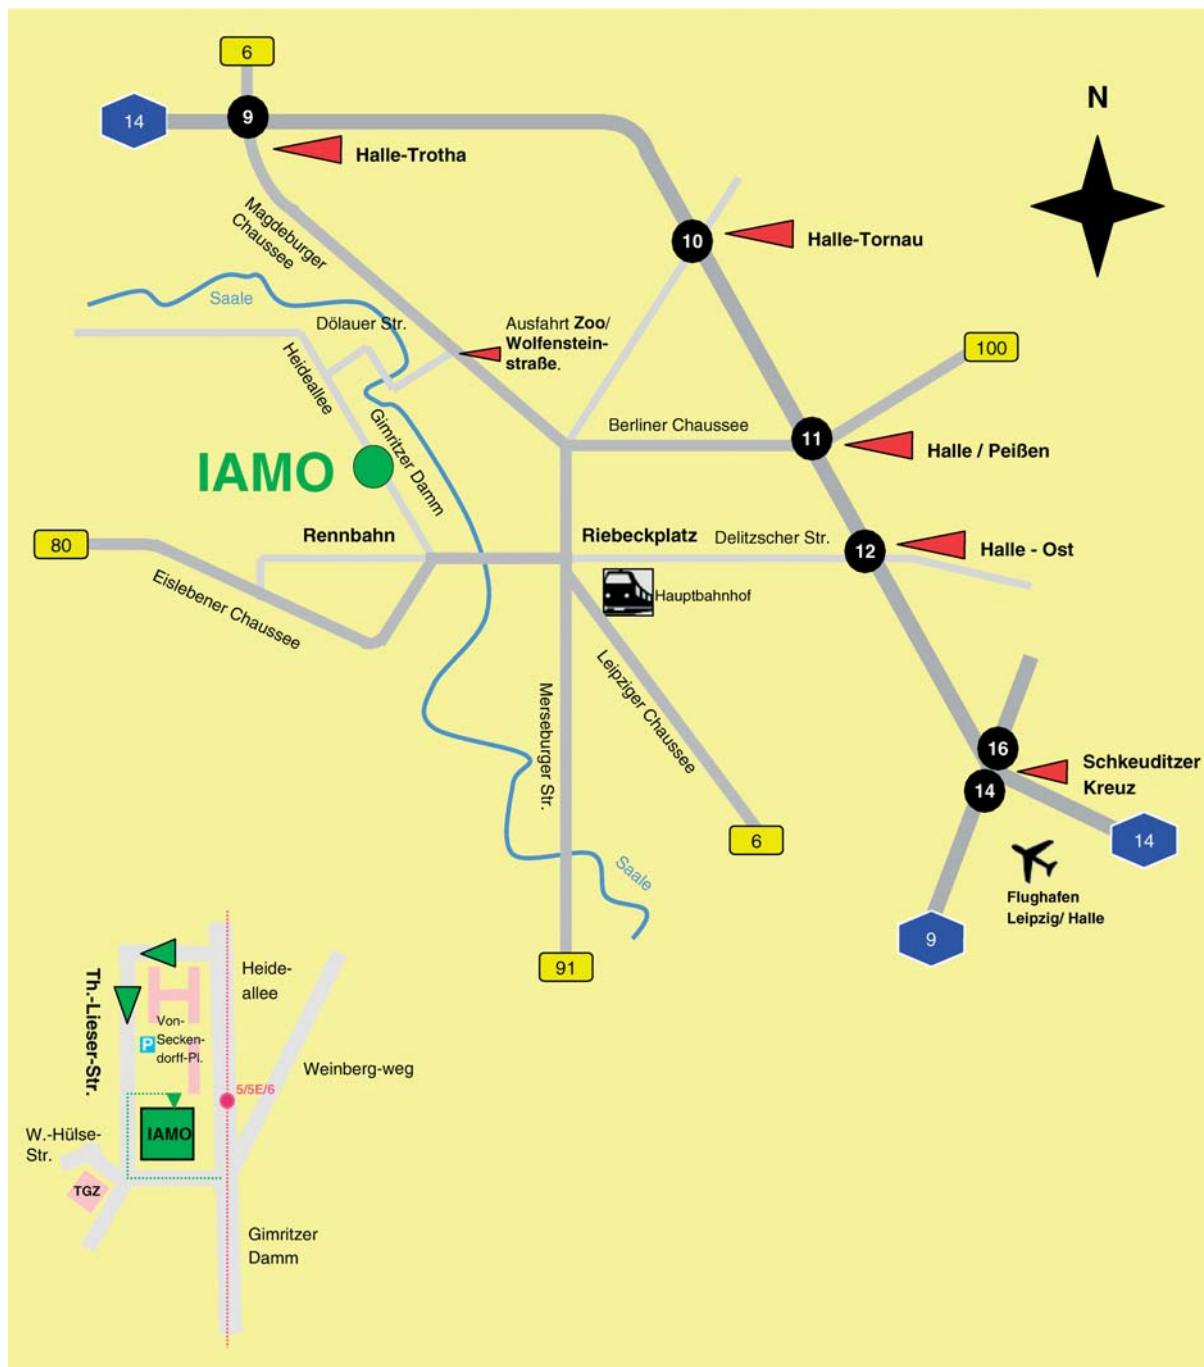 6
14
9
N
Halle-Trotha
Magdeburger
Chaussee
10
Halle-Tornau
Saale
Dölauer Str.
Ausfahrt Zoo/
Wolfenstein-
straße.
100
Heideallee
Gimritzer Damm
Berliner Chaussee
11
Halle / Peißen
IAMO
80
Rennbahn
Riebeckplatz
Delitzscher Str.
12
Halle - Ost
Eislebener Chaussee
Hauptbahnhof
Leipziger Chaussee
Merseburger Str.
16
Schkeuditzer
Kreuz
14
6
14
Saale
Flughafen
Leipzig/ Halle
9
91
Heide-
allee
Th.-Lieser-Str.
Von-
P Secken-
dorff-Pl.
Weinberg-weg
5/5E/6
IAMO
W.-Hülse-
Str.
TGZ
Gimritzer
Damm